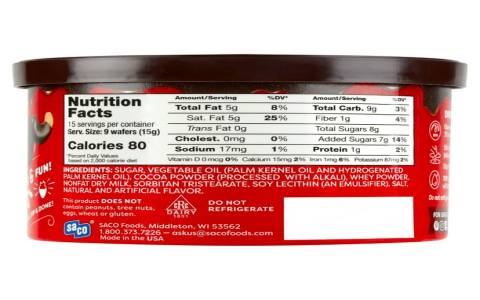 Nutrition
Facts
15 servings per container
Serv. Size: 9 wafers (15g)
Calories 80
*Percent Daily Values
based on 2,000 calorie diet
Amount/Serving %DV*
Total Fat 5g 8%
Sat. Fat 5g 25%
Trans Fat 0g
Cholest. 0mg 0%
Sodium 17mg 1%
Amount/Serving %DV*
Total Carb. 9g 3%
Fiber 1g 4%
Total Sugars 8g
Added Sugars 7g 14%
Protein 1g 2%
Vitamin D 0mcg 0% Calcium 15mg 2% Iron 1mg 6% Potassium 87mg 2%
INGREDIENTS: SUGAR, VEGETABLE OIL (PALM KERNEL OIL AND HYDROGENATED
PALM KERNEL OIL), COCOA POWDER (PROCESSED WITH ALKALI), WHEY POWDER,
NONFAT DRY MILK, SORBITAN TRISTEARATE, SOY LECITHIN (AN EMULSIFIER), SALT,
NATURAL AND ARTIFICIAL FLAVOR.
This product DOES NOT
contain peanuts, tree nuts,
eggs, wheat or gluten.
DAIRY
DO NOT
REFRIGERATE
saco
SACO Foods, Middleton, WI 53562
1.800.373.7226 – askus@sacofoods.com
Made in the USA
FUN!
& DONE!